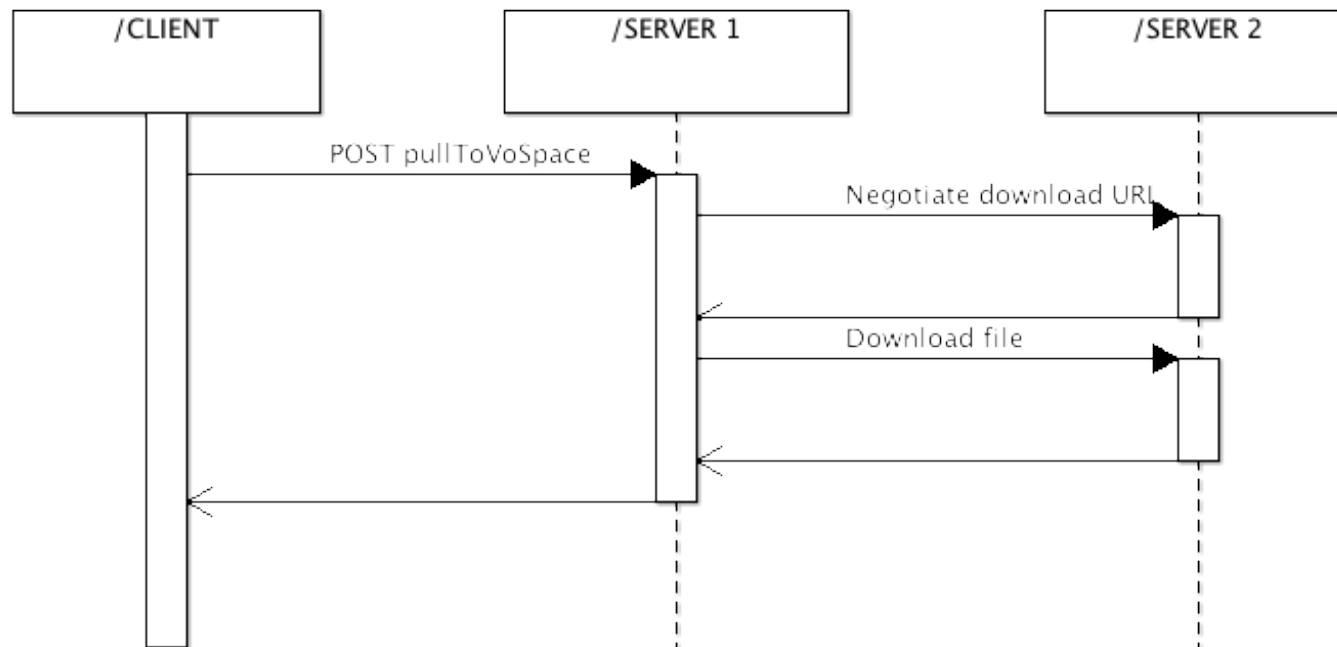 /CLIENT
/SERVER 1
/SERVER 2
POST pullToVoSpace
Negotiate download URL
Download file